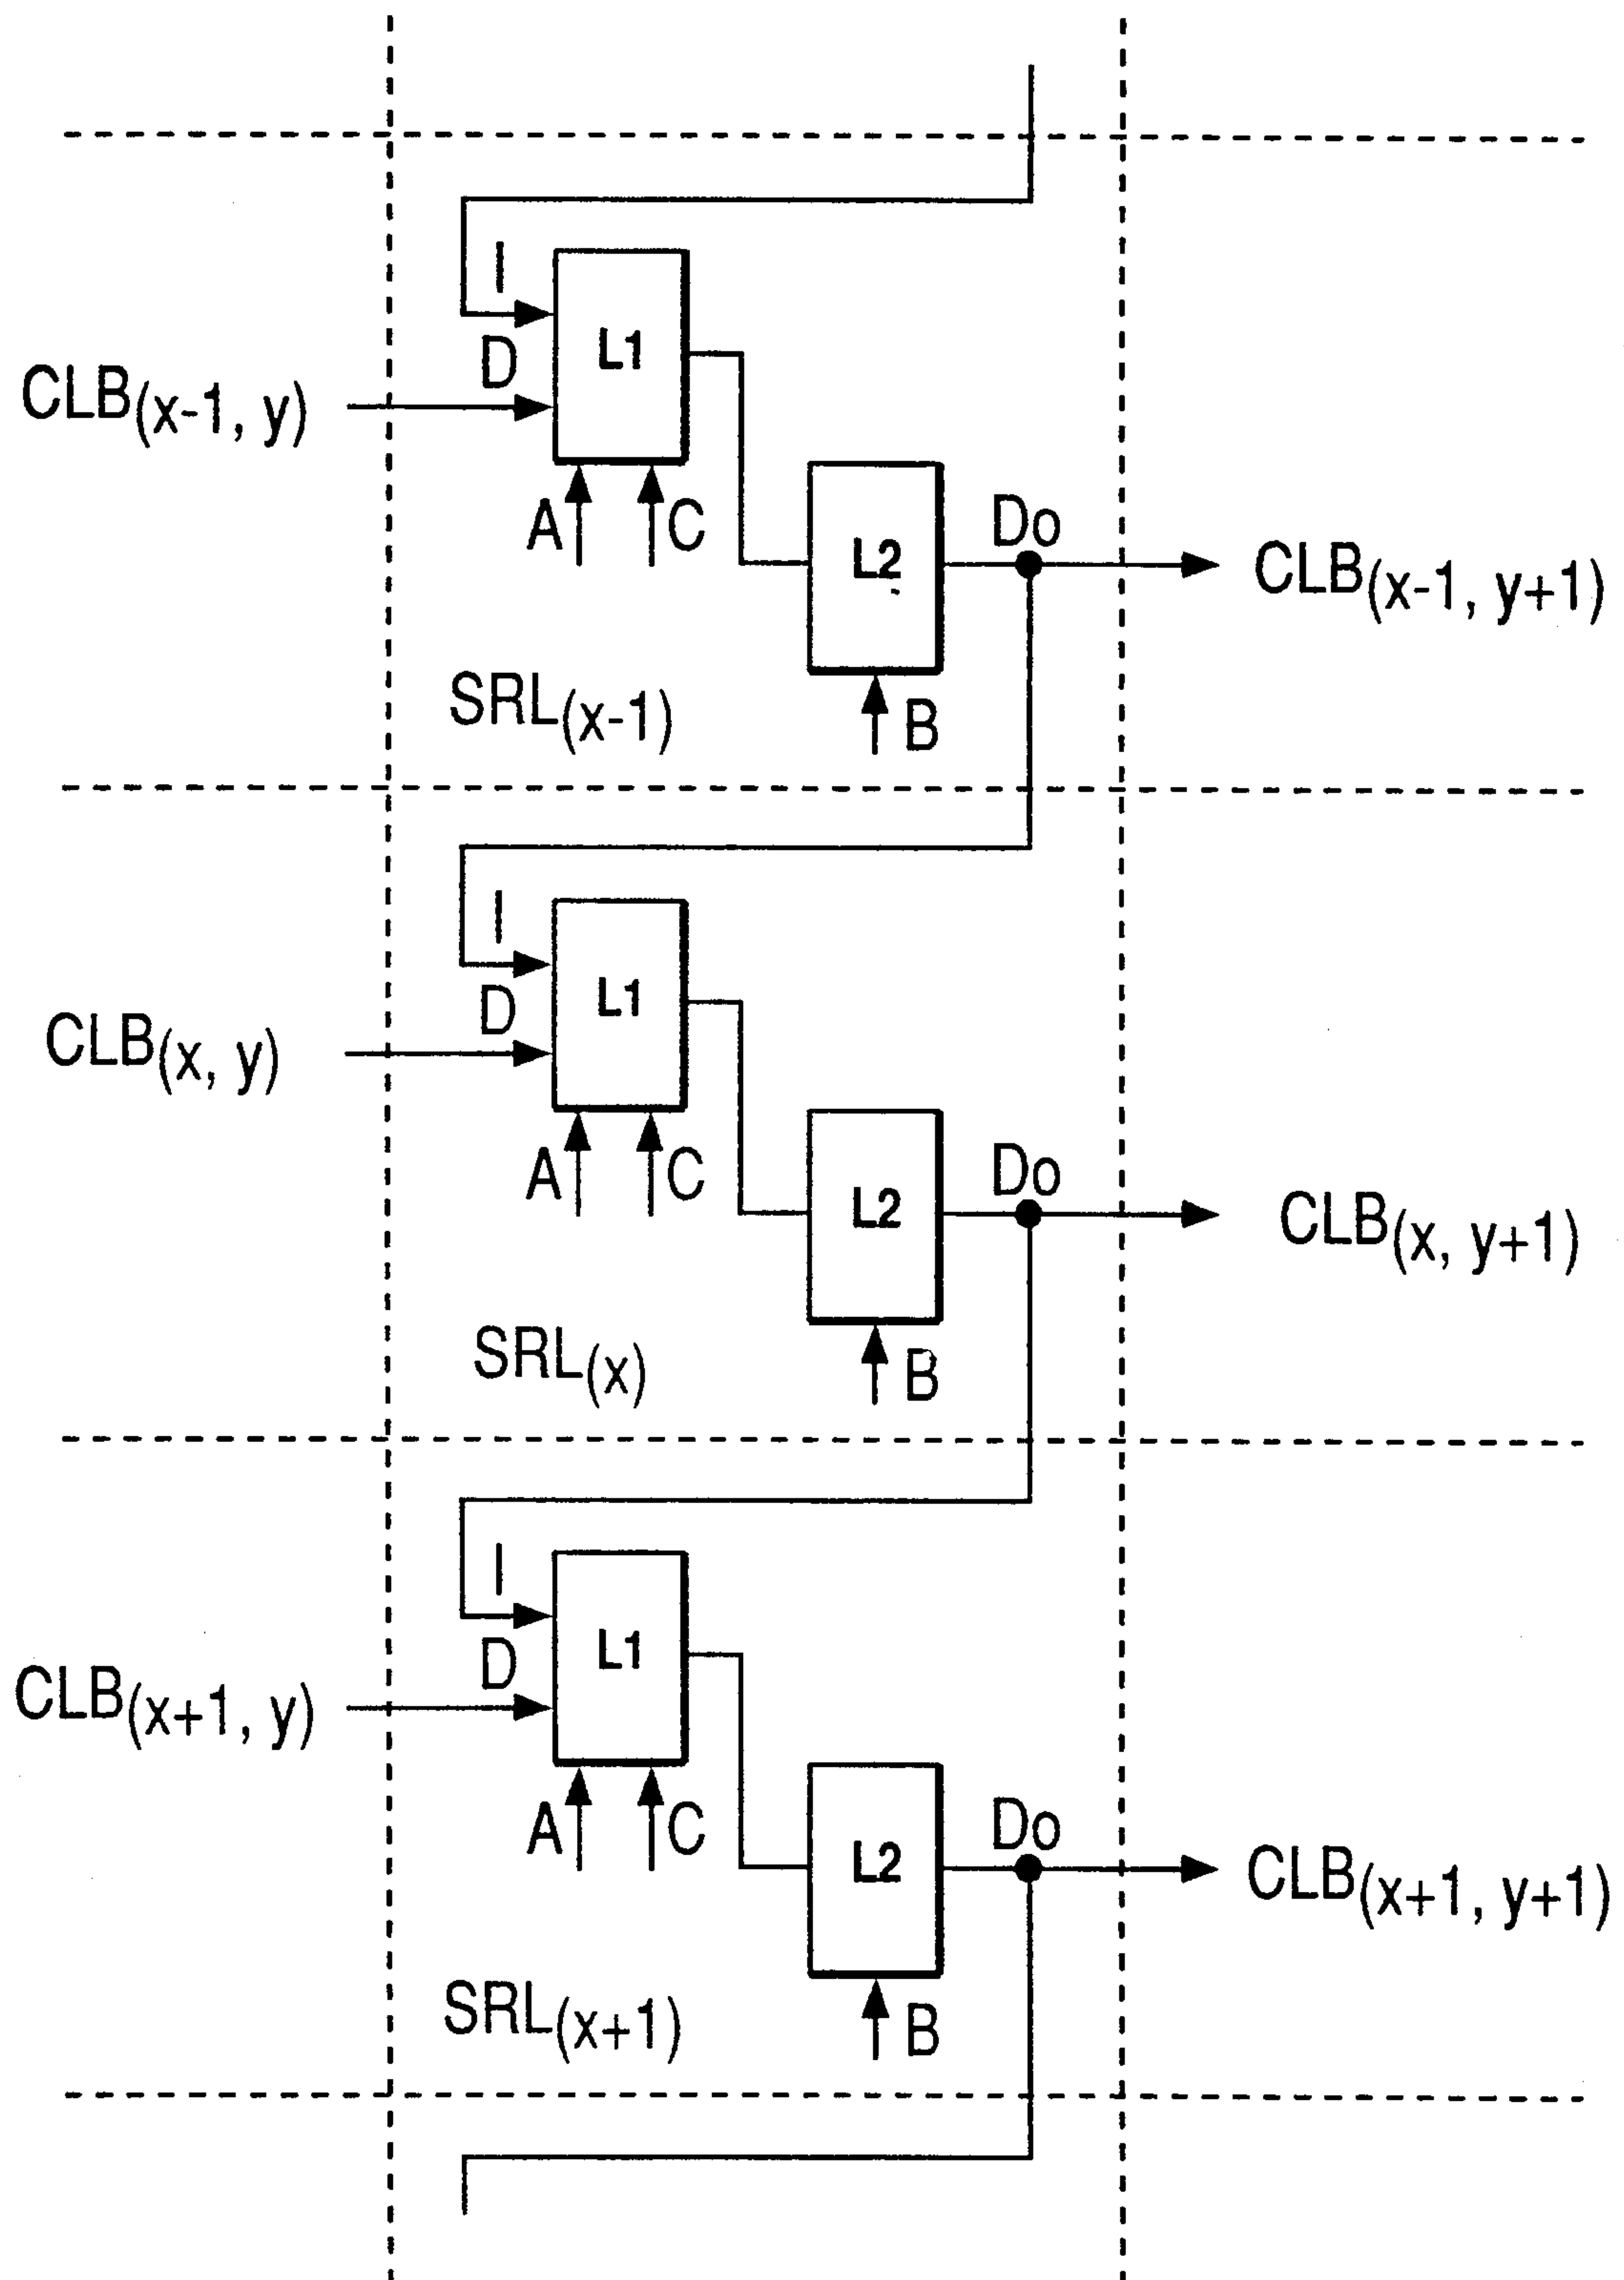 I
L1
D
CLB(x-1, y)
A
C
L2
Do
CLB(x-1, y+1)
SRL(x-1)
B
I
L1
D
CLB(x, y)
A
C
L2
Do
CLB(x, y+1)
SRL(x)
B
I
L1
D
CLB(x+1, y)
A
C
L2
Do
CLB(x+1, y+1)
SRL(x+1)
B